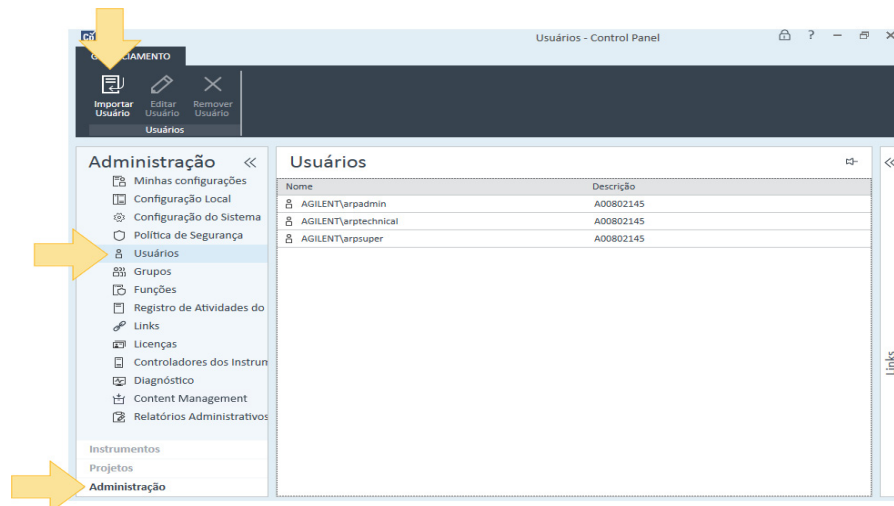 Usuários - Control Panel
Importar Usuário
Editar Usuário
Remover Usuário
Usuários
Administração
Minhas configurações
Configuração Local
Configuração do Sistema
Política de Segurança
Usuários
Grupos
Funções
Registro de Atividades do
Links
Licenças
Controladores dos Instrum
Diagnóstico
Content Management
Relatórios Administrativos
Instrumentos
Projetos
Administração
Usuários
Nome Descrição
AGILENT\arpadmin A00802145
AGILENT\arptechnical A00802145
AGILENT\arpsuper A00802145
Links